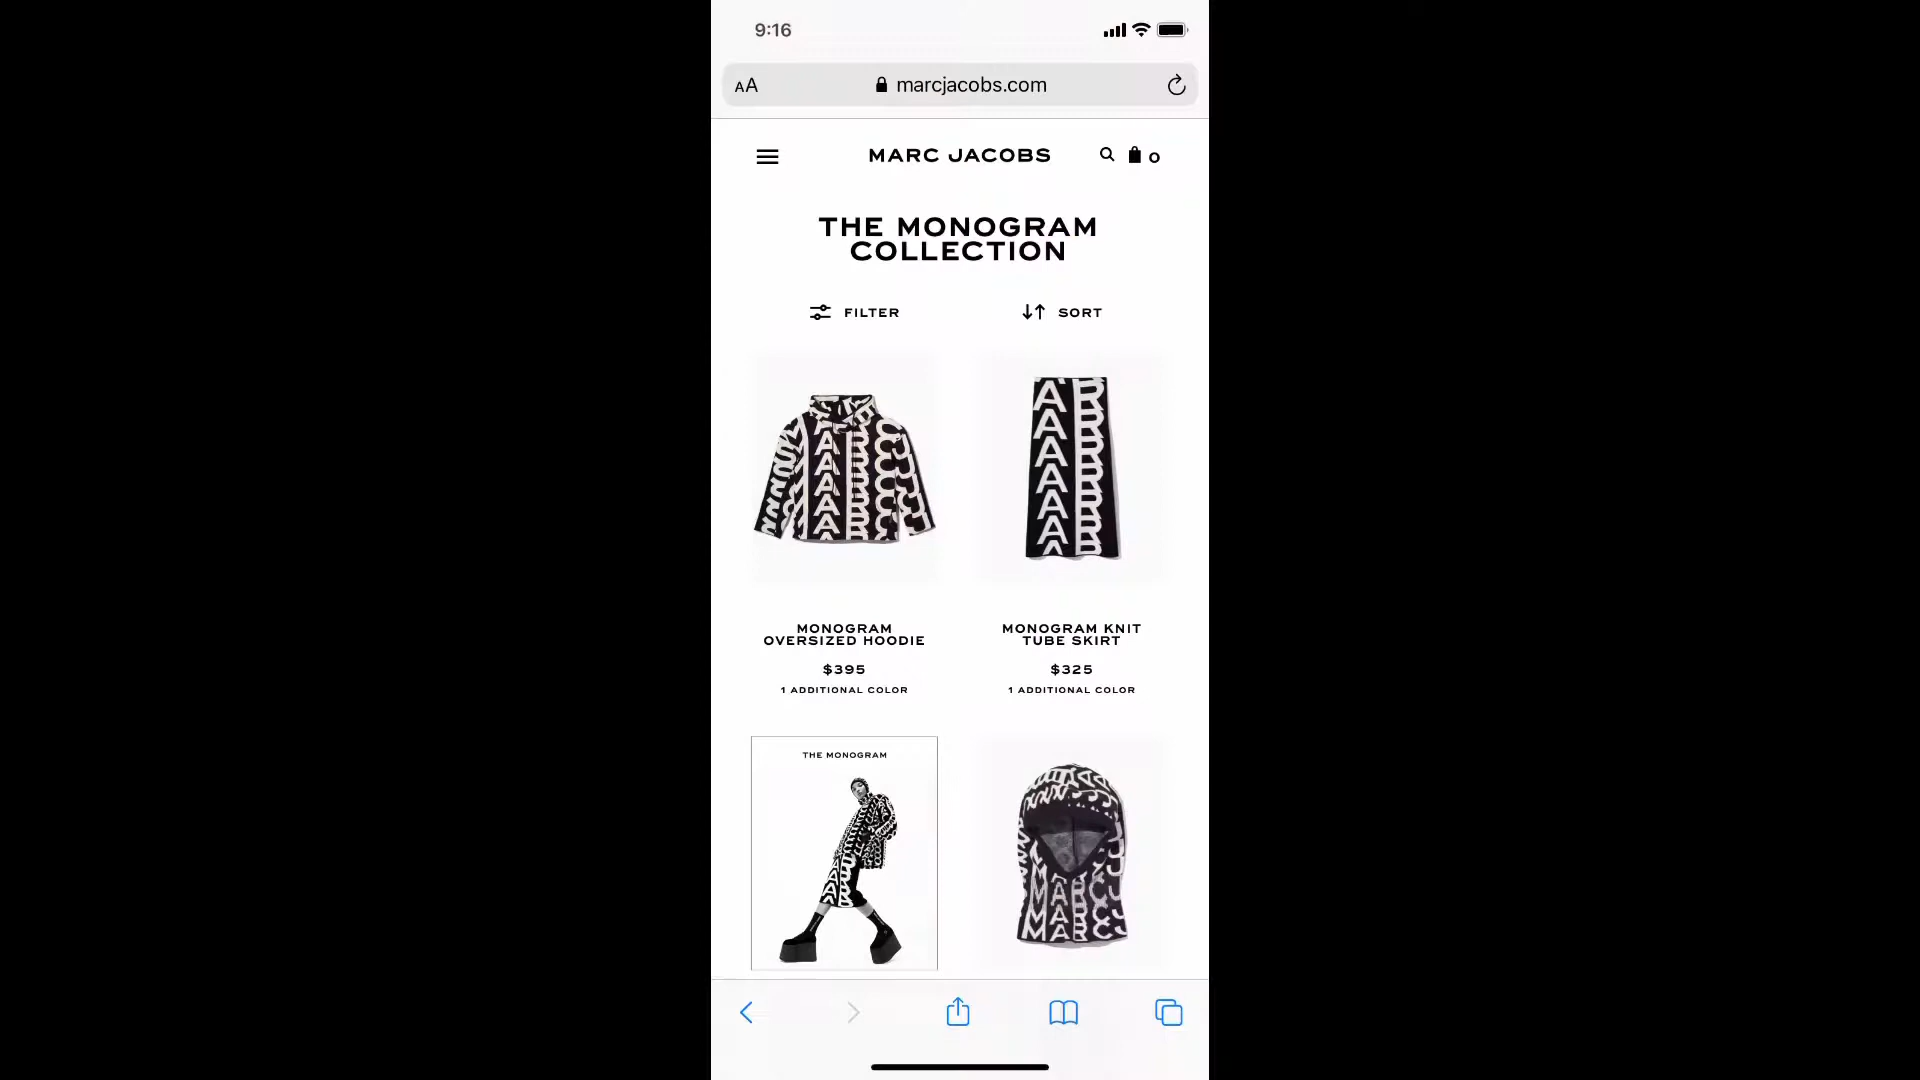 9:16
AA
marcjacobs.com
MARC JACOBS
0
THE MONOGRAM
COLLECTION
FILTER
SORT
MONOGRAM
OVERSIZED HOODIE
$395
1 ADDITIONAL COLOR
MONOGRAM KNIT
TUBE SKIRT
$325
1 ADDITIONAL COLOR
THE MONOGRAM